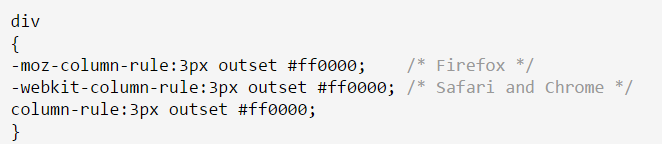 div
{
-moz-column-rule:3px outset #ff0000;    /* Firefox */
-webkit-column-rule:3px outset #ff0000; /* Safari and Chrome */
column-rule:3px outset #ff0000;
}